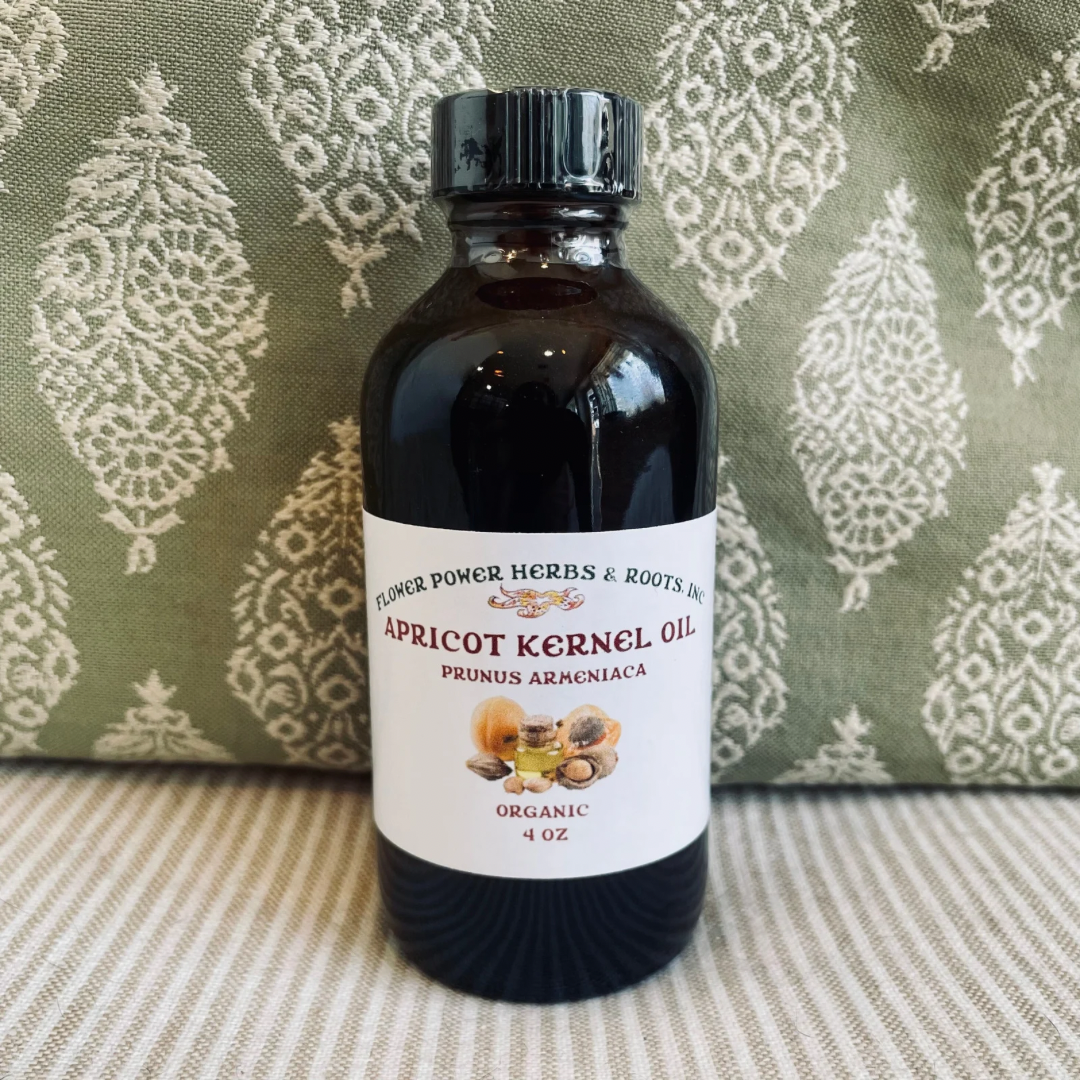 FLOWER POWER HERBS & ROOTS, INC
APRICOT KERNEL OIL
PRUNUS ARMENIACA
ORGANIC
4 OZ